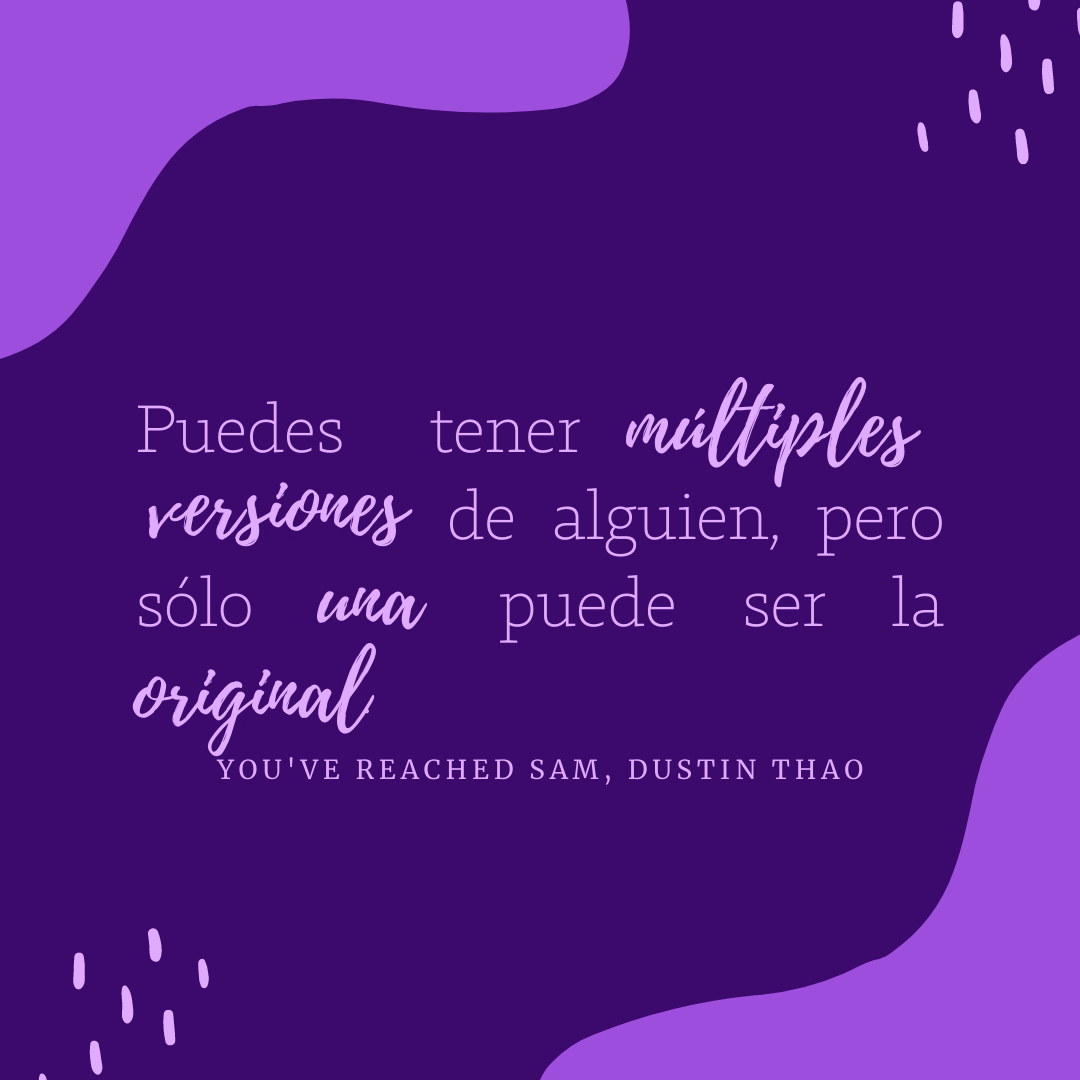 Puedes tener múltiples
versiones de alguien, pero
sólo una puede ser la
original
YOU'VE REACHED SAM, DUSTIN THAO